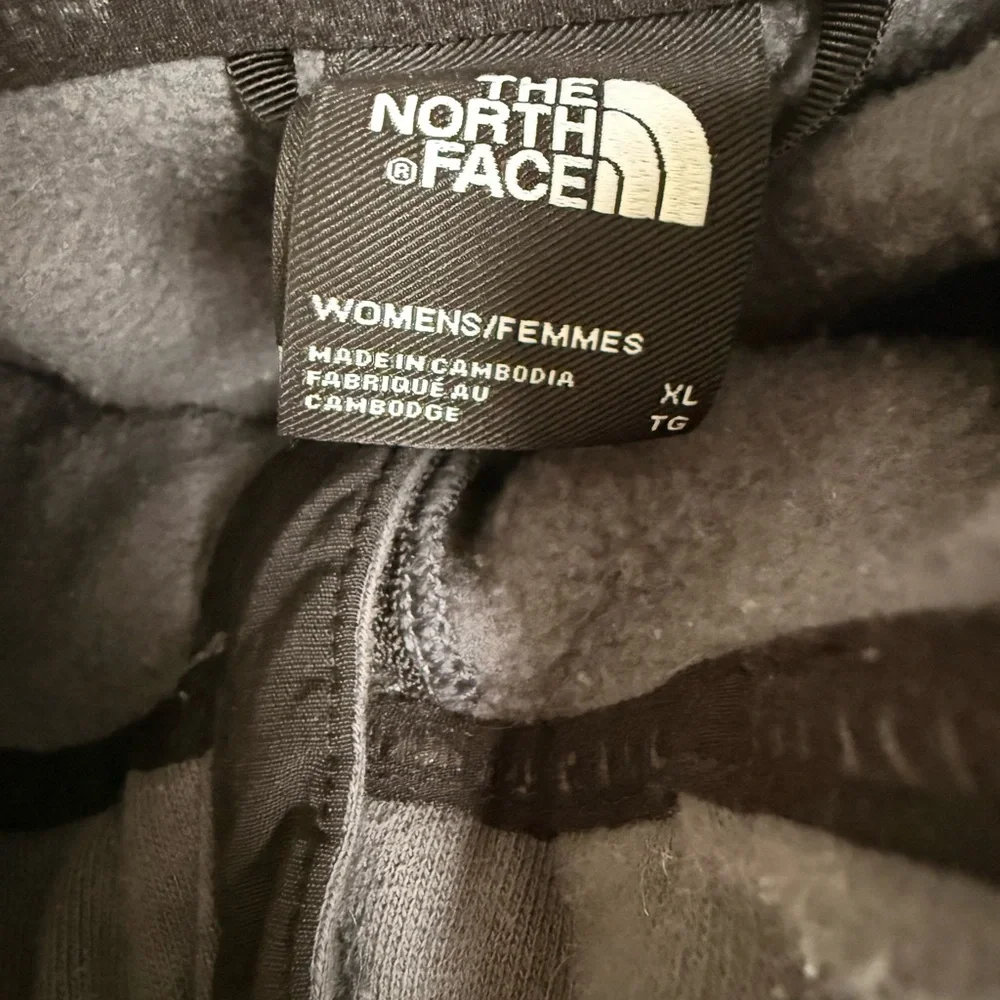 THE
NORTH
®FACE
WOMENS/FEMMES
MADE IN CAMBODIA
FABRIQUÉ AU
CAMBODGE
XL
TG